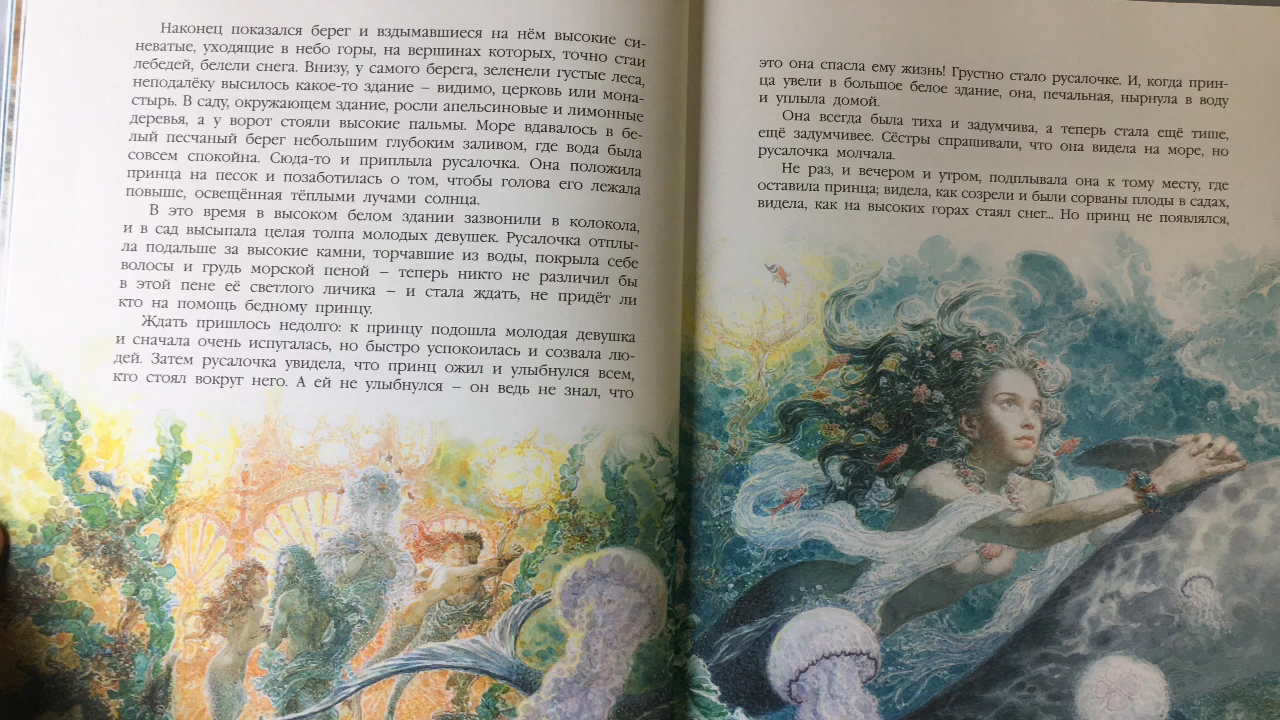 Наконец показался берег и вздымавшиеся на нём высокие си-
неватые, уходящие в небо горы, на вершинах которых, точно стаи
лебедей, белели снега. Внизу, у самого берега, зеленели густые леса,
неподалёку высилось какое-то здание – видимо, церковь или мона-
стырь. В саду, окружающем здание, росли апельсиновые и лимонные
деревья, а у ворот стояли высокие пальмы. Море вдавалось в бе-
лый песчаный берег небольшим глубоким заливом, где вода была
совсем спокойна. Сюда-то и приплыла русалочка. Она положила
принца на песок и позаботилась о том, чтобы голова его лежала
повыше, освещённая тёплыми лучами солнца.
В это время в высоком белом здании зазвонили в колокола,
и в сад высыпала целая толпа молодых девушек. Русалочка отплы-
ла подальше за высокие камни, торчавшие из воды, покрыла себе
волосы и грудь морской пеной – теперь никто не различил бы
в этой пене её светлого личика – и стала ждать, не придёт ли
кто на помощь бедному принцу.
Ждать пришлось недолго: к принцу подошла молодая девушка
и сначала очень испугалась, но быстро успокоилась и созвала лю-
дей. Затем русалочка увидела, что принц ожил и улыбнулся всем,
кто стоял вокруг него. А ей не улыбнулся – он ведь не знал, что
это она спасла ему жизнь! Грустно стало русалочке. И, когда прин-
ца увели в большое белое здание, она, печальная, нырнула в воду
и уплыла домой.
Она всегда была тиха и задумчива, а теперь стала ещё тише,
ещё задумчивее. Сёстры спрашивали, что она видела на море, но
русалочка молчала.
Не раз, и вечером и утром, подплывала она к тому месту, где
оставила принца; видела, как созрели и были сорваны плоды в садах,
видела, как на высоких горах стаял снег... Но принц не появлялся,